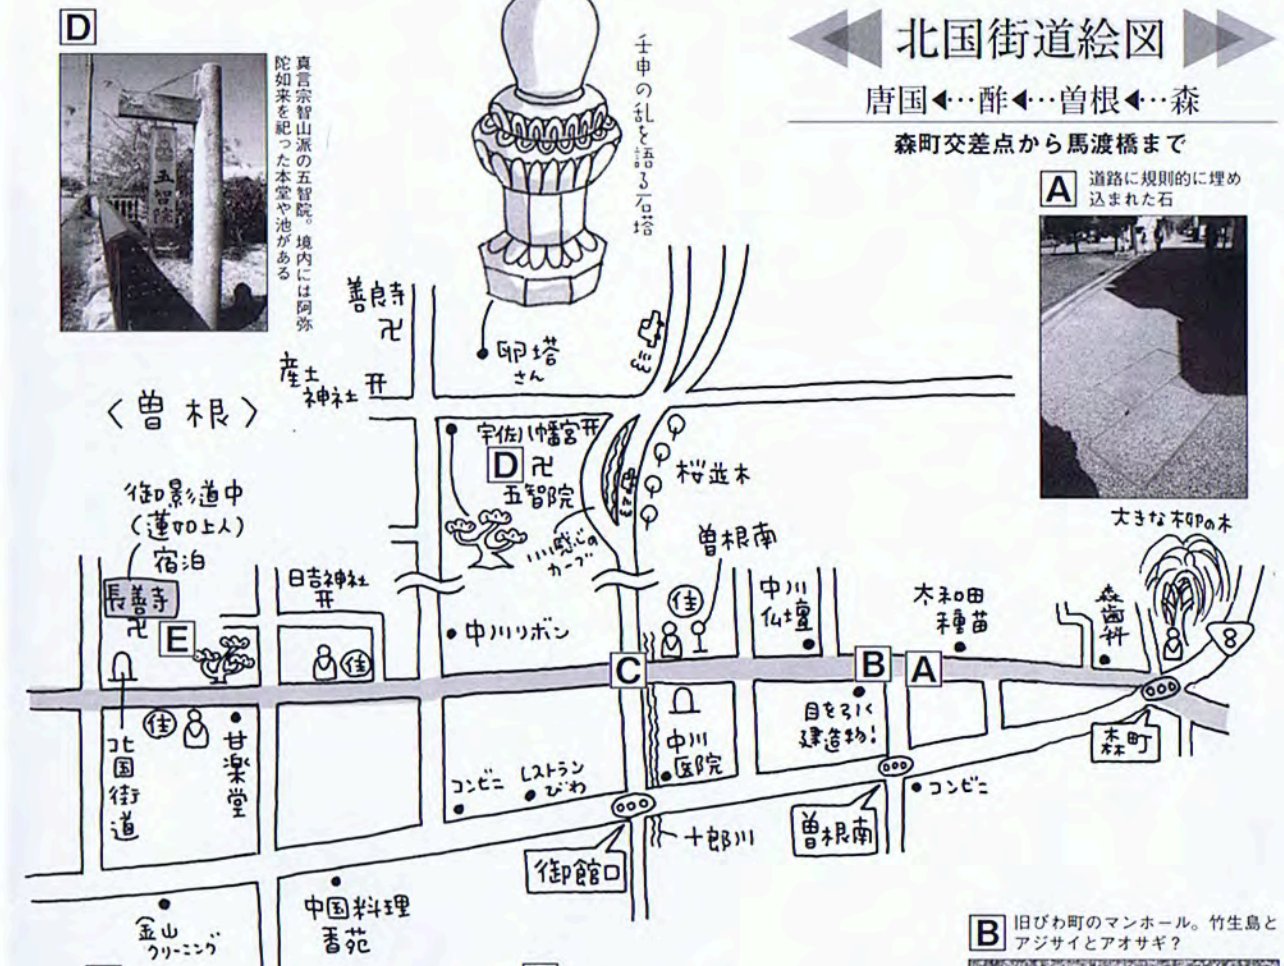 北国街道絵図
唐国◀…酢◀…曽根◀…森
森町交差点から馬渡橋まで
A
道路に規則的に埋め
込まれた石
D
真言宗智山派の五智院。境内には阿弥
陀如来を祀った本堂や池がある
五智院
壬申の乱を語る石塔
卵塔
さん
善良寺
卍
産土
神社
〈曽根〉
宇佐八幡宮
D
卍
五智院
いい感じの
カーブ
桜並木
御影道中
(蓮如上人)
宿泊
長善寺
卍
E
日吉神社
中川リボン
曽根南
佳
中川
仏壇
大和田
種苗
森歯科
大きな柳の木
8
C
B
A
佳
佳
北国街道
甘楽堂
コンビニ
レストラン
びわ
中川
医院
目を引く
建造物!
森町
コンビニ
曽根南
十郎川
御館口
中国料理
香苑
金山
クリーニング
B
旧びわ町のマンホール。竹生島と
アジサイとアオサギ?